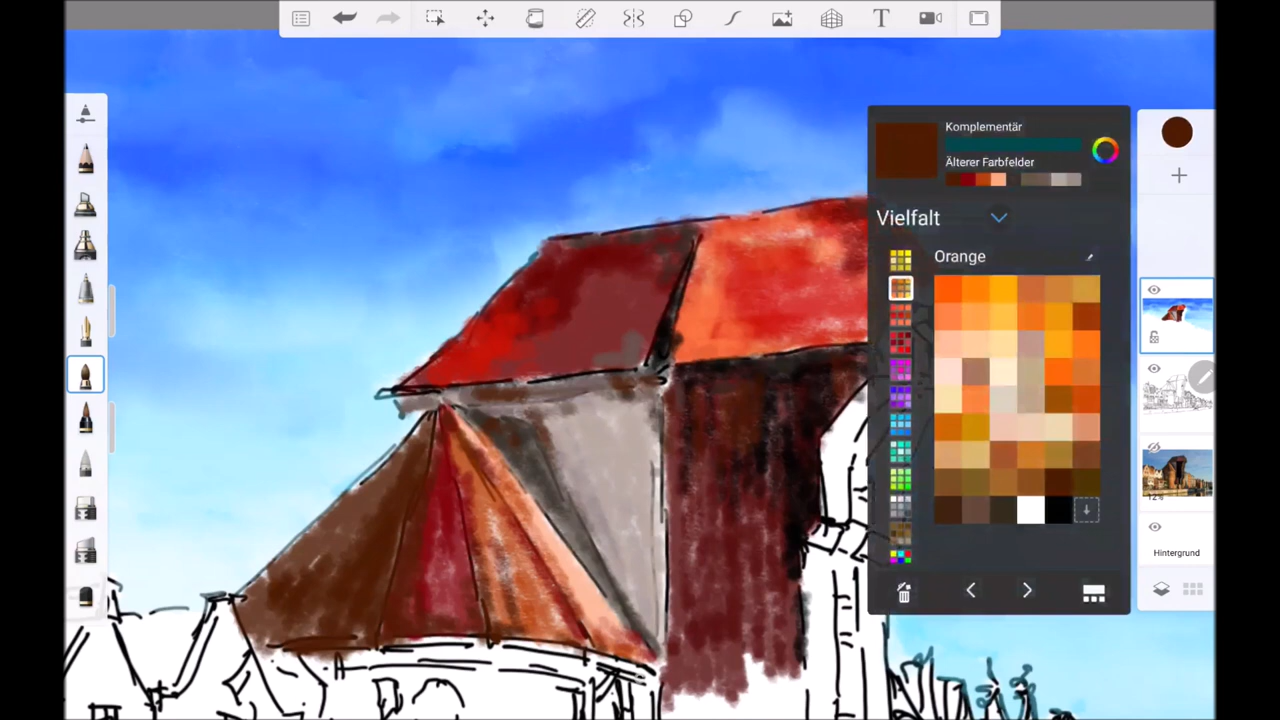 T
Komplementär
Älterer Farbfelder
Vielfalt
Orange
Hintergrund